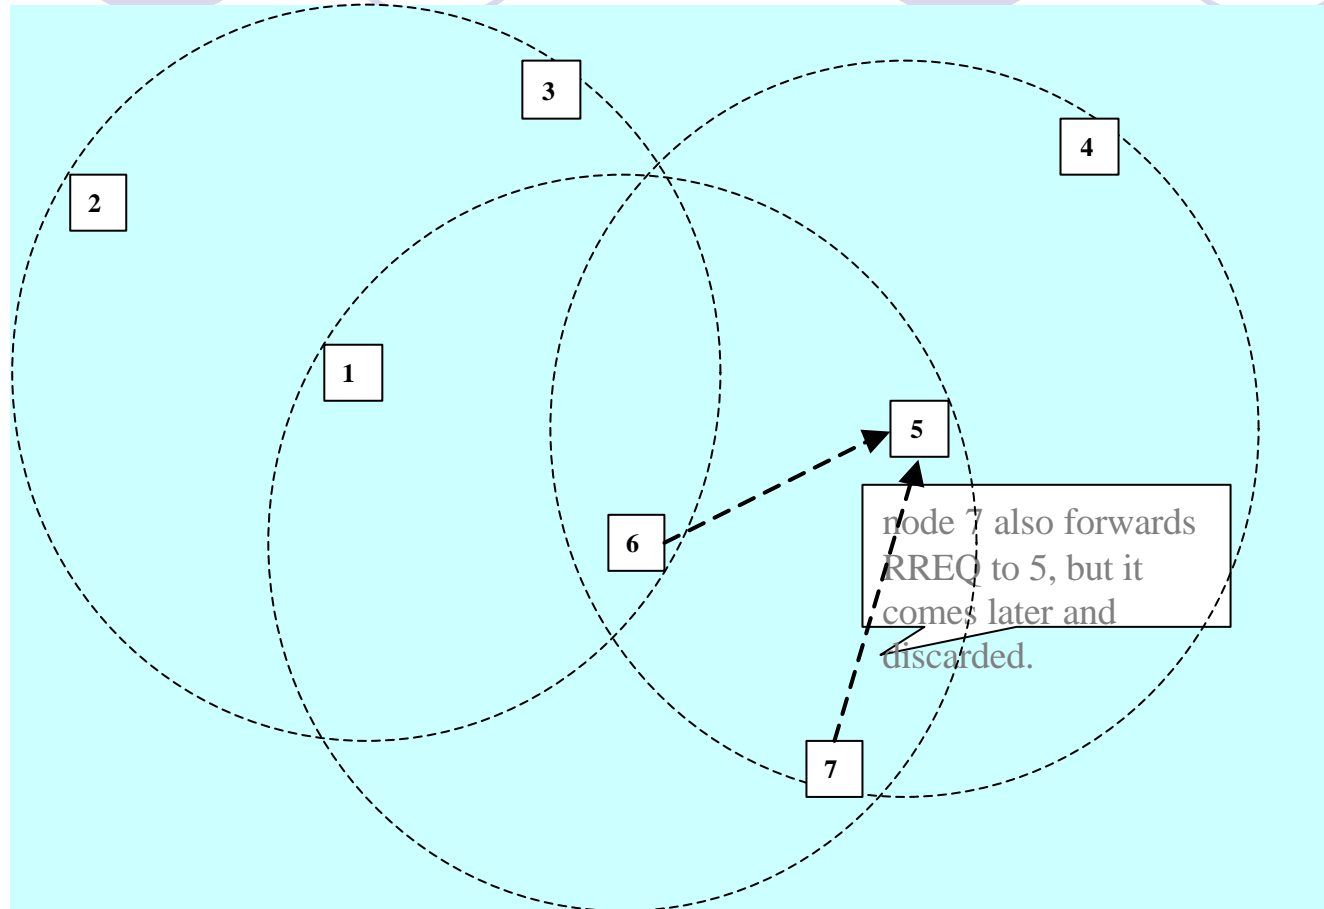 3
4
2
1
5
6
node 7 also forwards
RREQ to 5, but it
comes later and
discarded.
7